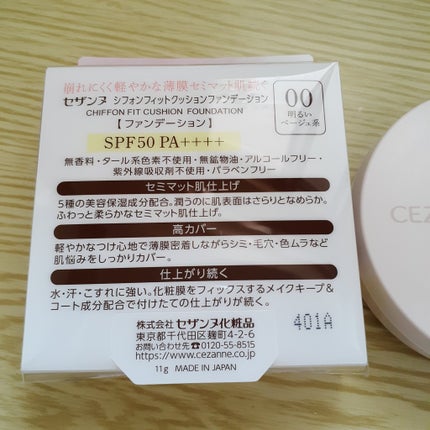 崩れにくく軽やかな薄膜セミマット肌続く
セザンヌ シフォンフィットクッションファンデーション
CHIFFON FIT CUSHION FOUNDATION
【ファンデーション】
00
明るい
ベージュ系
SPF50 PA++++
無香料・タール系色素不使用・無鉱物油・アルコールフリー・
紫外線吸収剤不使用・パラベンフリー
セミマット肌仕上げ
5種の美容保湿成分配合。潤うのに肌表面はさらりとなめらか。
ふわっと柔らかなセミマット肌に仕上げます。
高カバー
軽やかなつけ心地で薄膜密着しながらシミ・毛穴・色ムラなど
肌悩みをしっかりカバー。
仕上がり続く
水・汗・こすれに強い。化粧膜をフィックスするメイクキープ&
コート成分配合で付けたての仕上がりが続く。
株式会社 セザンヌ化粧品
東京都千代田区麹町4-2-6
お問い合わせ先 0120-55-8515
https://www.cezanne.co.jp
11g MADE IN JAPAN
401A
CEZ